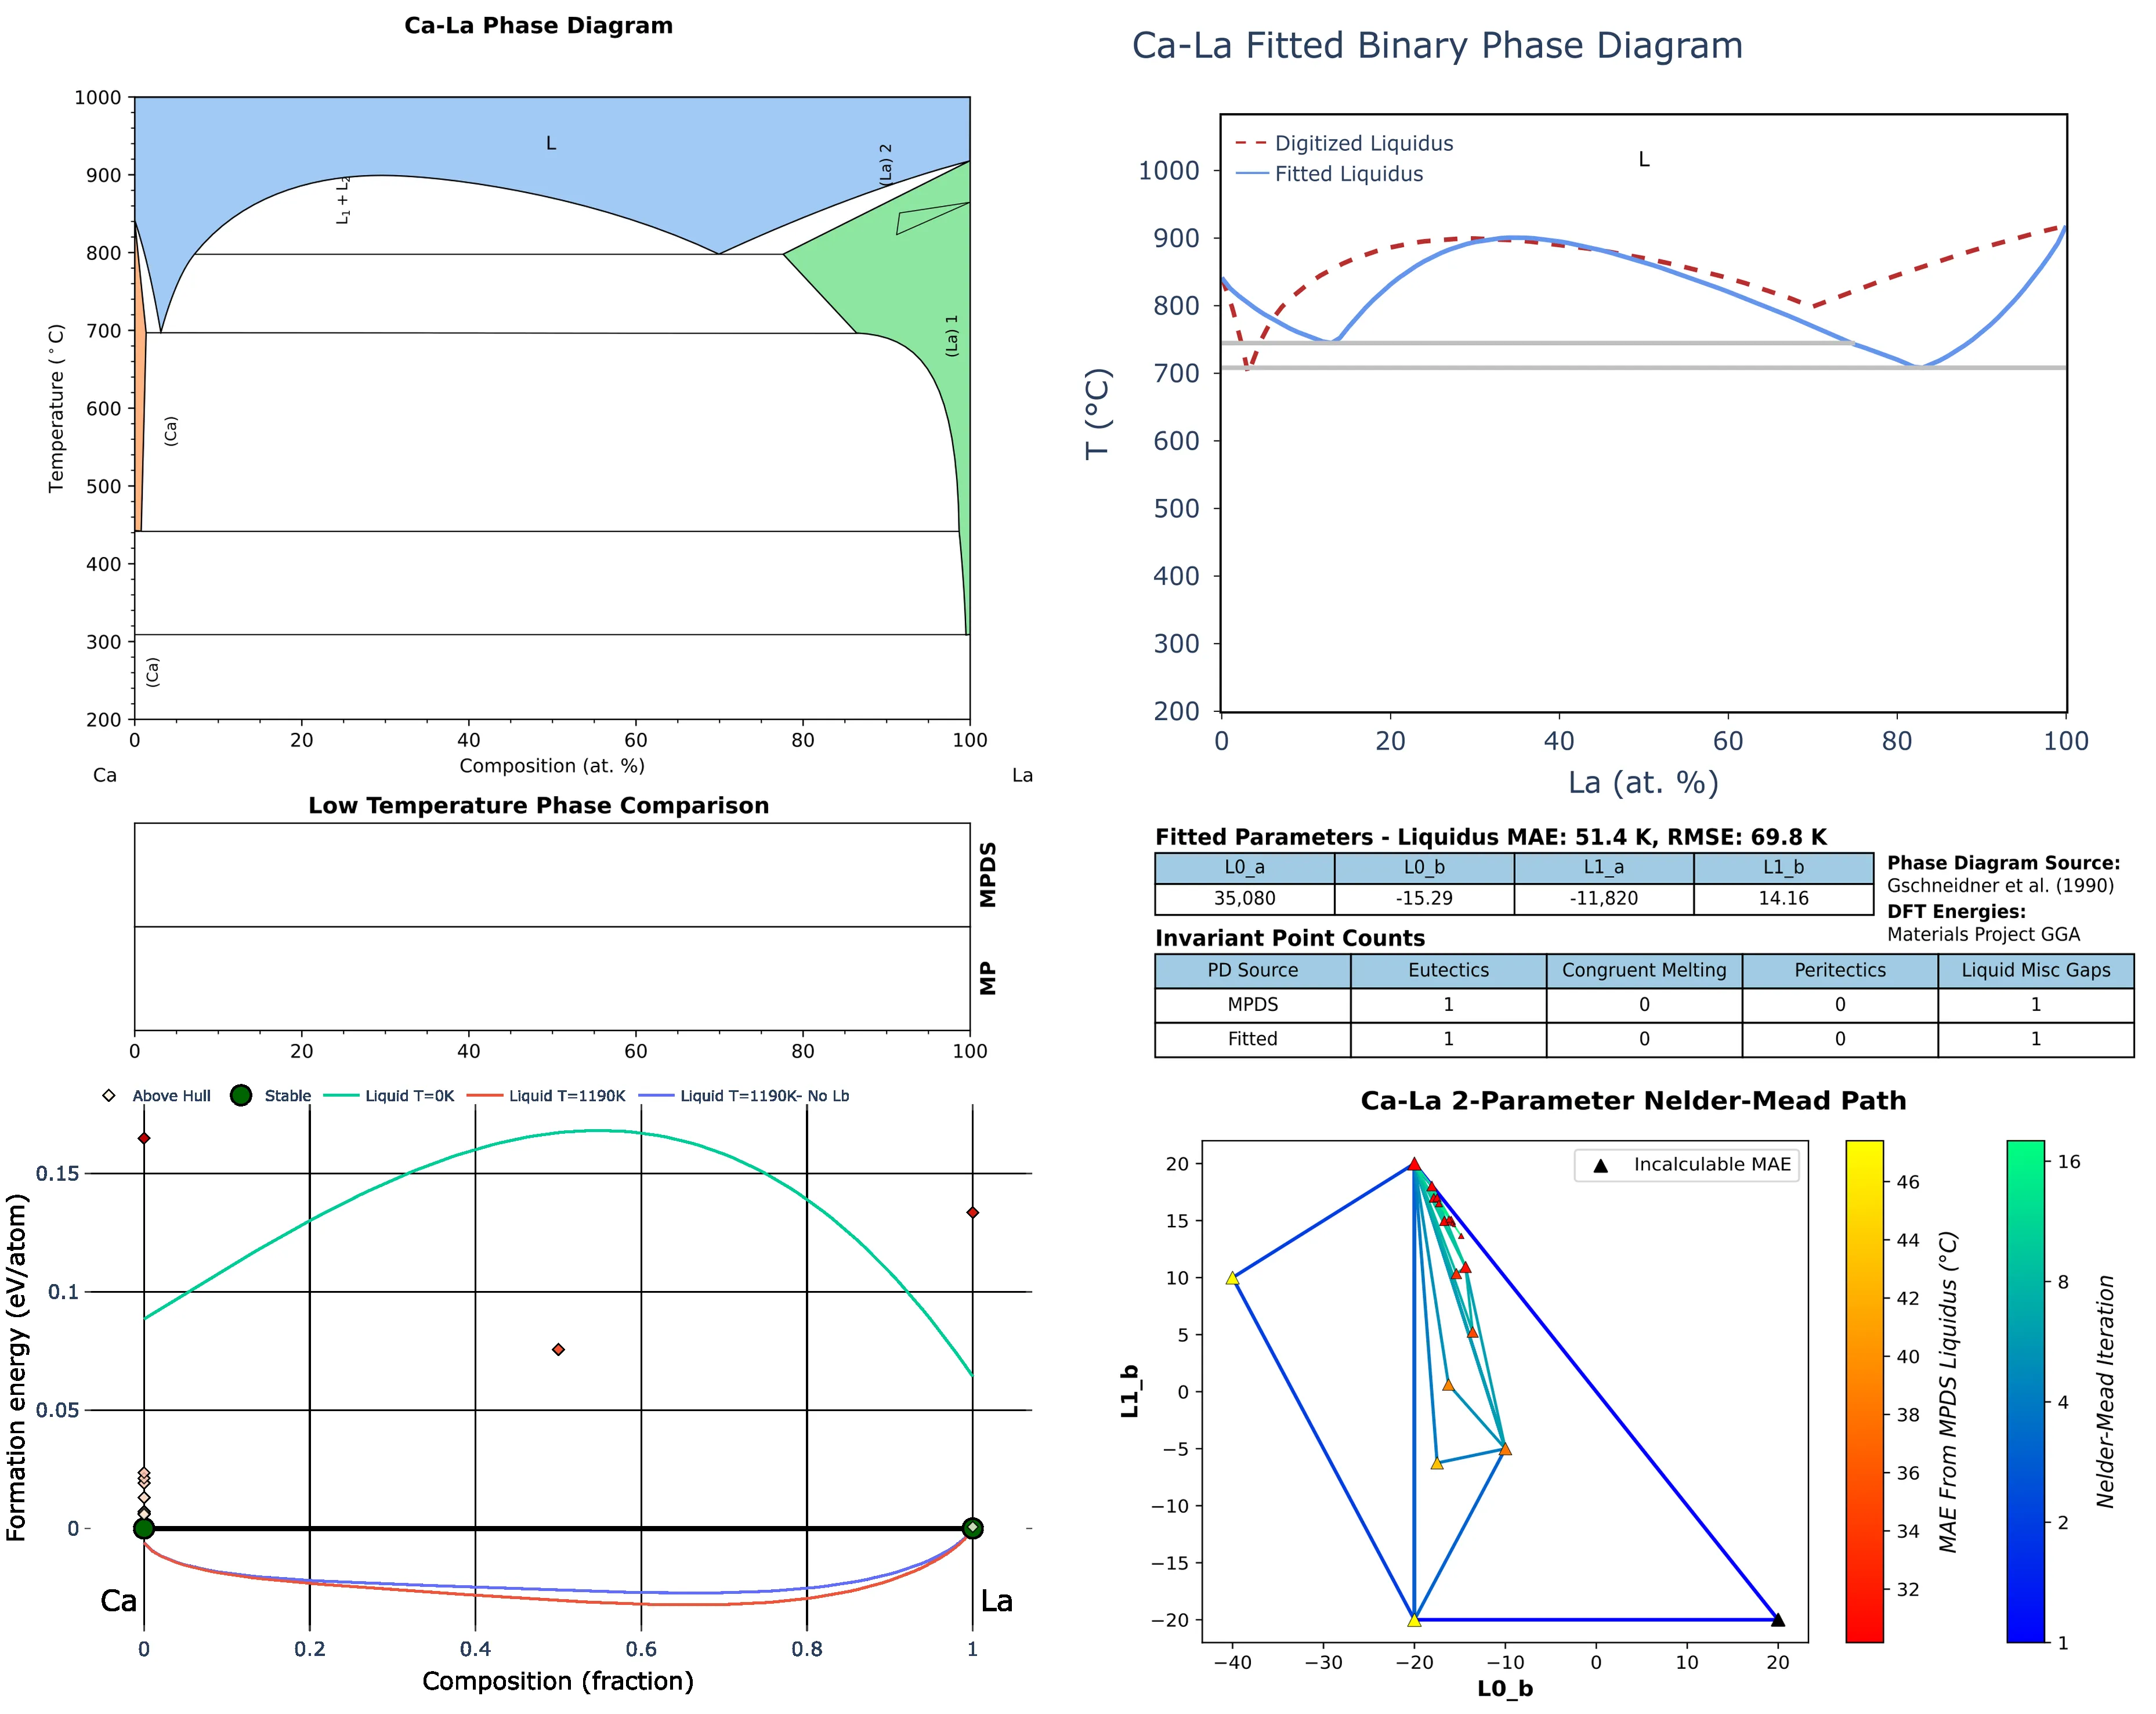 Ca-La Phase Diagram
1000
900
800
700
600
500
400
300
200
Temperature (°C)
L
L1 + L2
(La) 2
(La) 1
(Ca)
(Ca)
0 20 40 60 80 100
Composition (at. %)
Ca La
Low Temperature Phase Comparison
MPDS
MP
0 20 40 60 80 100
Above Hull Stable Liquid T=0K Liquid T=1190K Liquid T=1190K- No Lb
0.15
0.1
0.05
0
Formation energy (eV/atom)
Ca La
0 0.2 0.4 0.6 0.8 1
Composition (fraction)
Ca-La Fitted Binary Phase Diagram
Digitized Liquidus
Fitted Liquidus
L
1000
900
800
700
600
500
400
300
200
T (°C)
0 20 40 60 80 100
La (at. %)
Fitted Parameters - Liquidus MAE: 51.4 K, RMSE: 69.8 K
L0_a L0_b L1_a L1_b
35,080 -15.29 -11,820 14.16
Phase Diagram Source:
Gschneidner et al. (1990)
DFT Energies:
Materials Project GGA
Invariant Point Counts
PD Source Eutectics Congruent Melting Peritectics Liquid Misc Gaps
MPDS 1 0 0 1
Fitted 1 0 0 1
Ca-La 2-Parameter Nelder-Mead Path
Incalculable MAE
20
15
10
5
0
−5
−10
−15
−20
L1_b
−40 −30 −20 −10 0 10 20
L0_b
46
44
42
40
38
36
34
32
MAE From MPDS Liquidus (°C)
16
8
4
2
1
Nelder-Mead Iteration